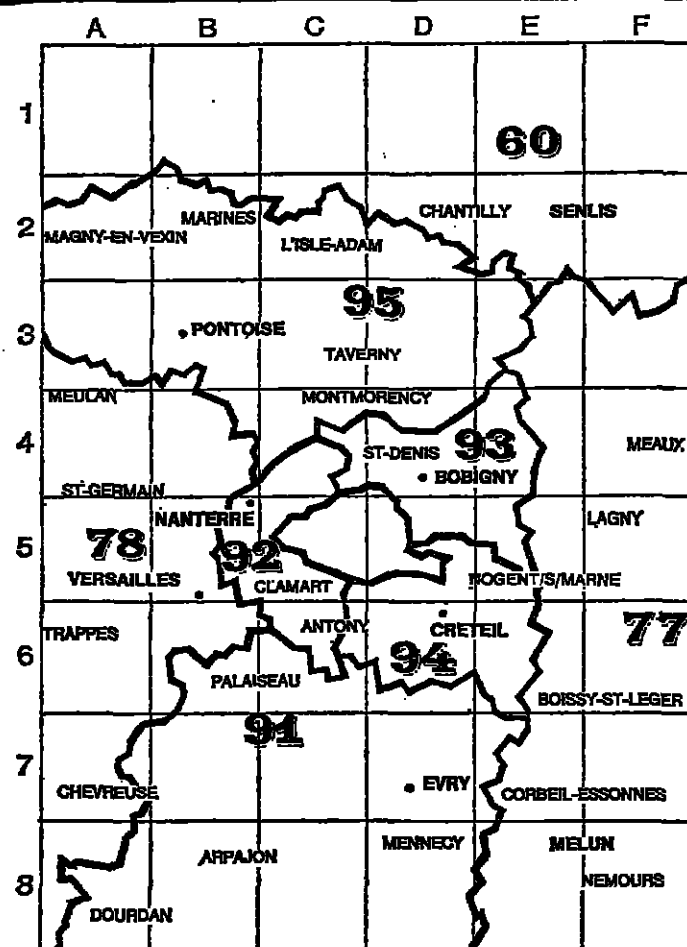 A B C D E F
1
60
2
MARINES CHANTILLY SENLIS
MAGNY-EN-VEXIN L'ISLE-ADAM
95
3
PONTOISE
TAVERNY
MEULAN MONTMORENCY
4
ST-DENIS 93 MEAUX
BOBIGNY
ST-GERMAIN
NANTERRE LAGNY
5
78 92
VERSAILLES CLAMART NOGENT/S/MARNE
TRAPPES ANTONY CRETEIL 77
6
94
PALAISEAU
BOISSY-ST-LEGER
91
7
CHEVREUSE EVRY CORBEIL-ESSONNES
ARPAJON MENNECY MELUN
8
NEMOURS
DOURDAN